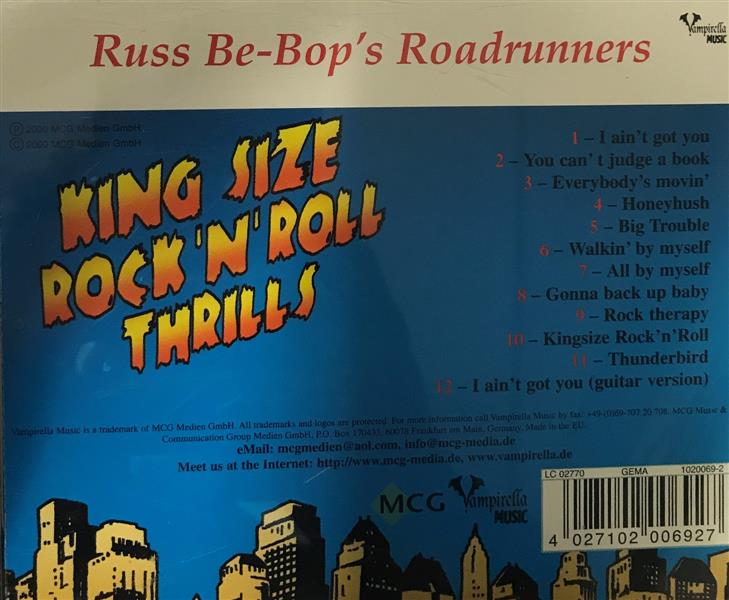 Russ Be-Bop's Roadrunners
Vampirella
MUSIC
Ⓟ 2000 MCG Medien GmbH
© 2000 MCG Medien GmbH
KING SIZE
ROCK 'N' ROLL
THRILLS
1 – I ain't got you
2 – You can't judge a book
3 – Everybody's movin'
4 – Honeyhush
5 – Big Trouble
6 – Walkin' by myself
7 – All by myself
8 – Gonna back up baby
9 – Rock therapy
10 – Kingsize Rock'n'Roll
11 – Thunderbird
12 – I ain't got you (guitar version)
Vampirella Music is a trademark of MCG Medien GmbH. All trademarks and logos are protected. For more information call Vampirella Music by fax: +49-(0)69-707 20 708. MCG Music &
Communication Group Medien GmbH, P.O. Box 170433, 60078 Frankfurt am Main, Germany. Made in the EU.
eMail: mcgmedien@aol.com, info@mcg-media.de
Meet us at the Internet: http://www.mcg-media.de, www.vampirella.de
MCG
Vampirella
MUSIC
LC 02770 GEMA 1020069-2
4 027102 006927